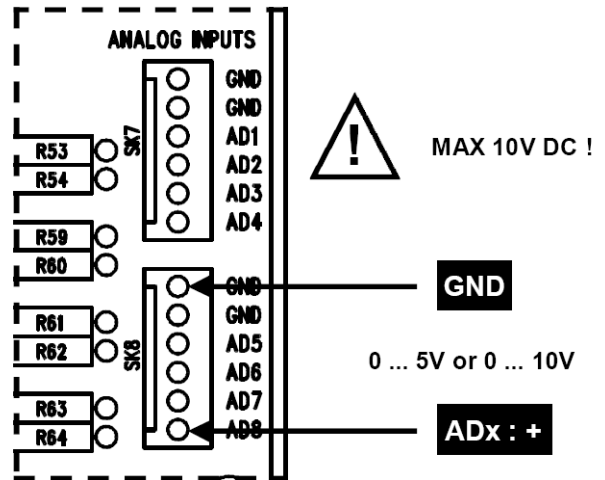 ANALOG INPUTS
GND
GND
AD1
AD2
AD3
AD4
SK7
R53
R54
R59
R60
! MAX 10V DC !
GND
GND
AD5
AD6
AD7
AD8
SK8
R61
R62
R63
R64
GND
0 ... 5V or 0 ... 10V
ADx : +